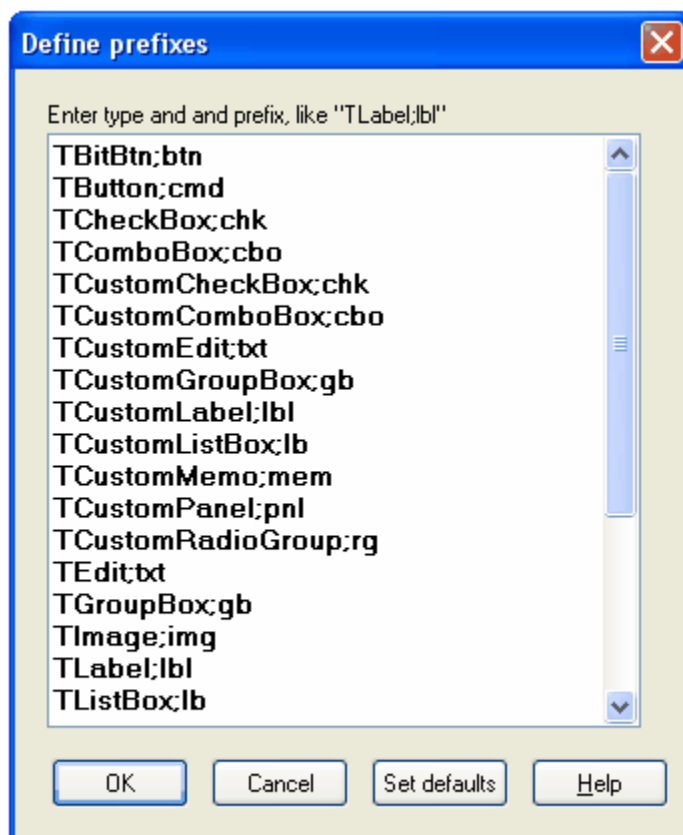 Define prefixes
Enter type and and prefix, like "TLabel;lbl"
TBitBtn;btn
TButton;cmd
TCheckBox;chk
TComboBox;cbo
TCustomCheckBox;chk
TCustomComboBox;cbo
TCustomEdit;txt
TCustomGroupBox;gb
TCustomLabel;lbl
TCustomListBox;lb
TCustomMemo;mem
TCustomPanel;pnl
TCustomRadioGroup;rg
TEdit;txt
TGroupBox;gb
TImage;img
TLabel;lbl
TListBox;lb
OK Cancel Set defaults Help